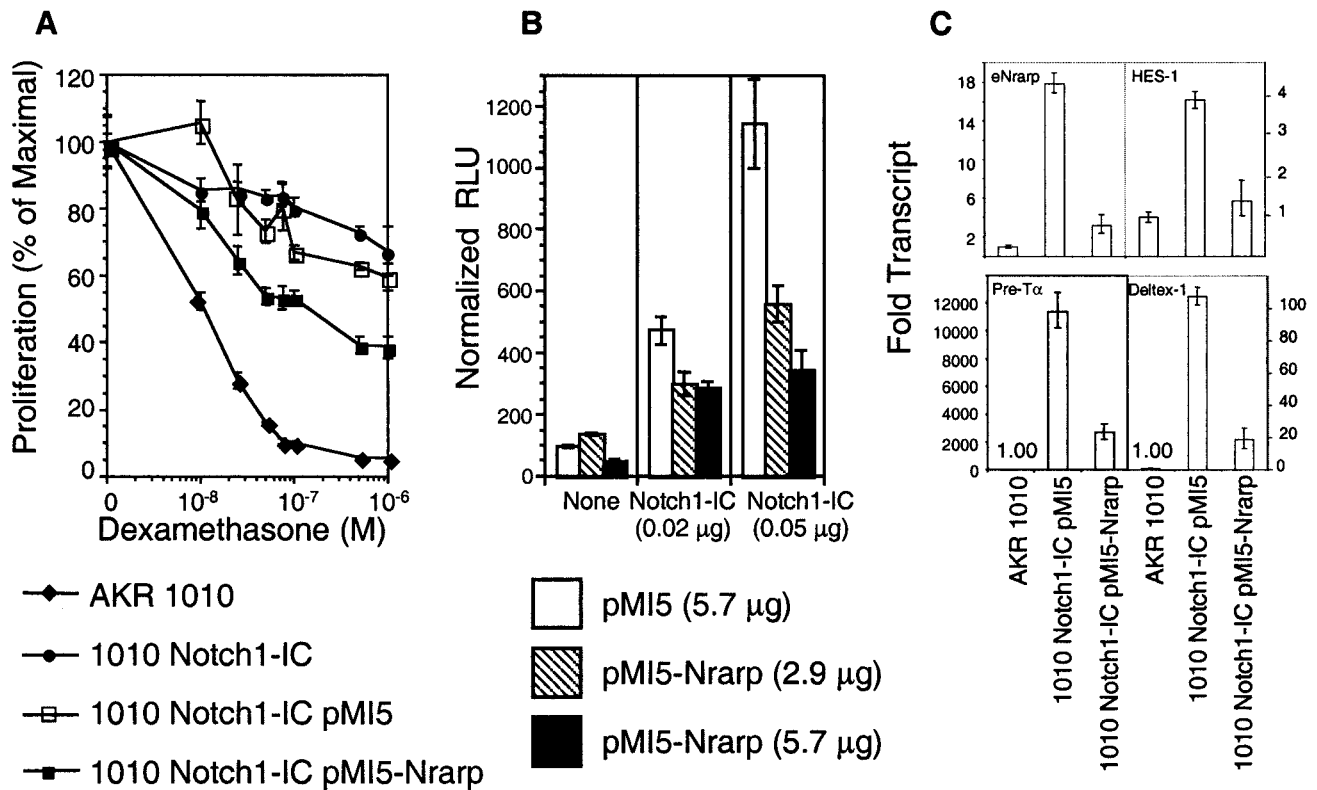 A
Proliferation (% of Maximal)
120
100
80
60
40
20
0
0
10-8
10-7
10-6
Dexamethasone (M)
AKR 1010
1010 Notch1-IC
1010 Notch1-IC pMI5
1010 Notch1-IC pMI5-Nrarp
B
Normalized RLU
1200
1000
800
600
400
200
0
None
Notch1-IC
(0.02 µg)
Notch1-IC
(0.05 µg)
pMI5 (5.7 µg)
pMI5-Nrarp (2.9 µg)
pMI5-Nrarp (5.7 µg)
C
Fold Transcript
eNrarp
18
14
10
6
2
HES-1
4
3
2
1
Pre-Tα
12000
10000
8000
6000
4000
2000
0
1.00
Deltex-1
100
80
60
40
20
0
1.00
AKR 1010
1010 Notch1-IC pMI5
1010 Notch1-IC pMI5-Nrarp
AKR 1010
1010 Notch1-IC pMI5
1010 Notch1-IC pMI5-Nrarp